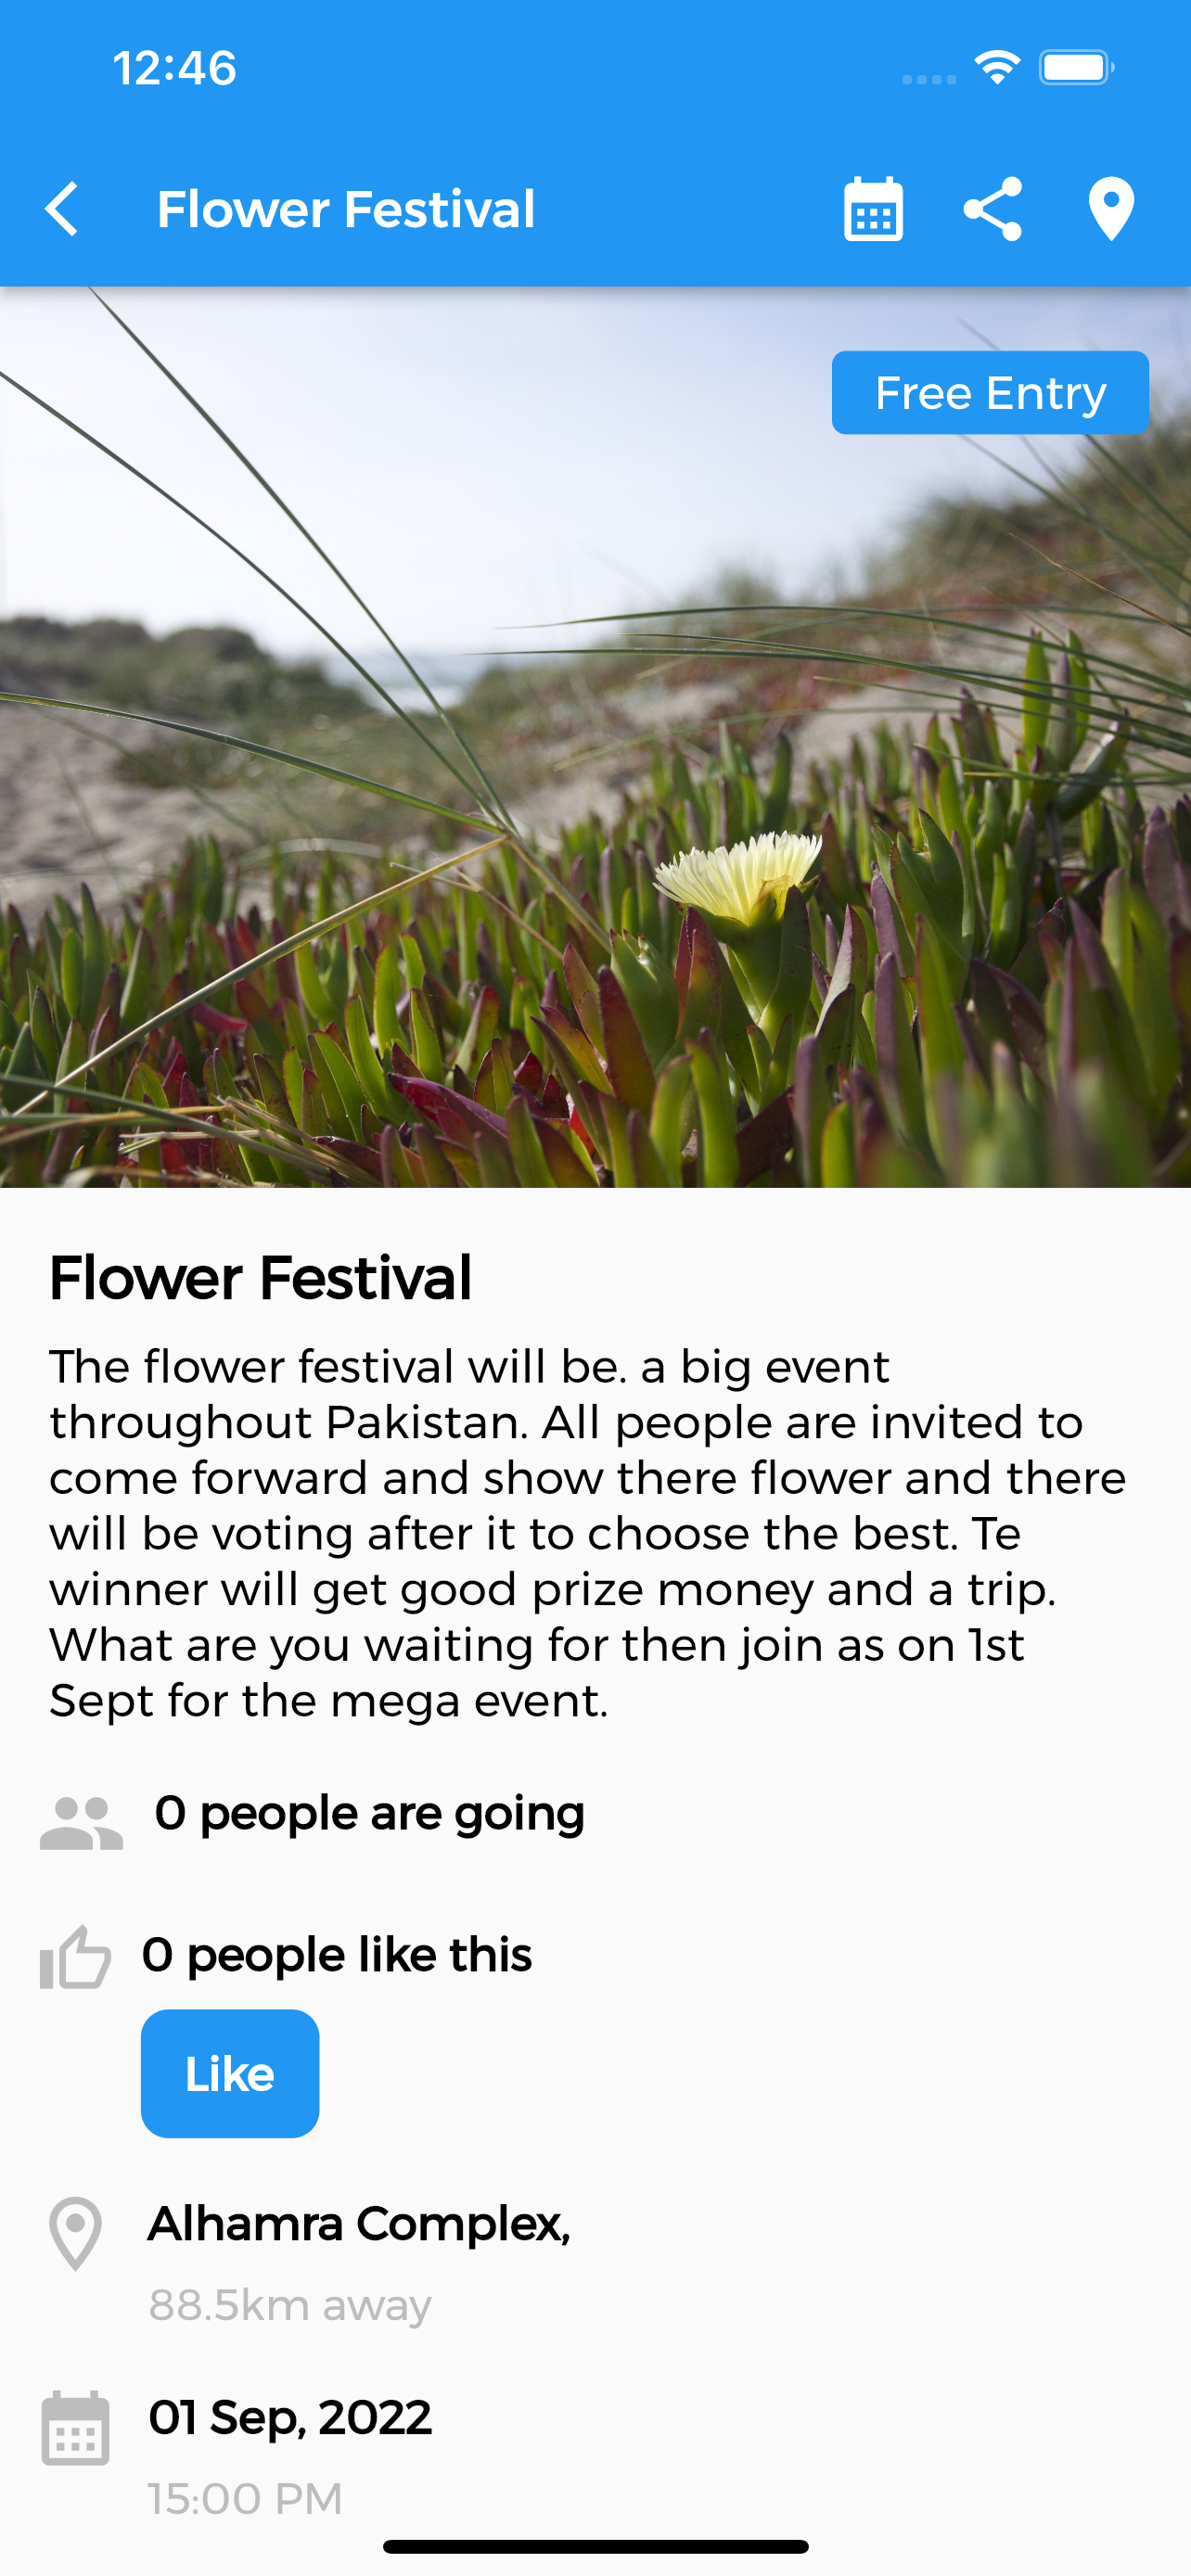 12:46
Flower Festival
Free Entry
Flower Festival
The flower festival will be. a big event
throughout Pakistan. All people are invited to
come forward and show there flower and there
will be voting after it to choose the best. Te
winner will get good prize money and a trip.
What are you waiting for then join as on 1st
Sept for the mega event.
0 people are going
0 people like this
Like
Alhamra Complex,
88.5km away
01 Sep, 2022
15:00 PM